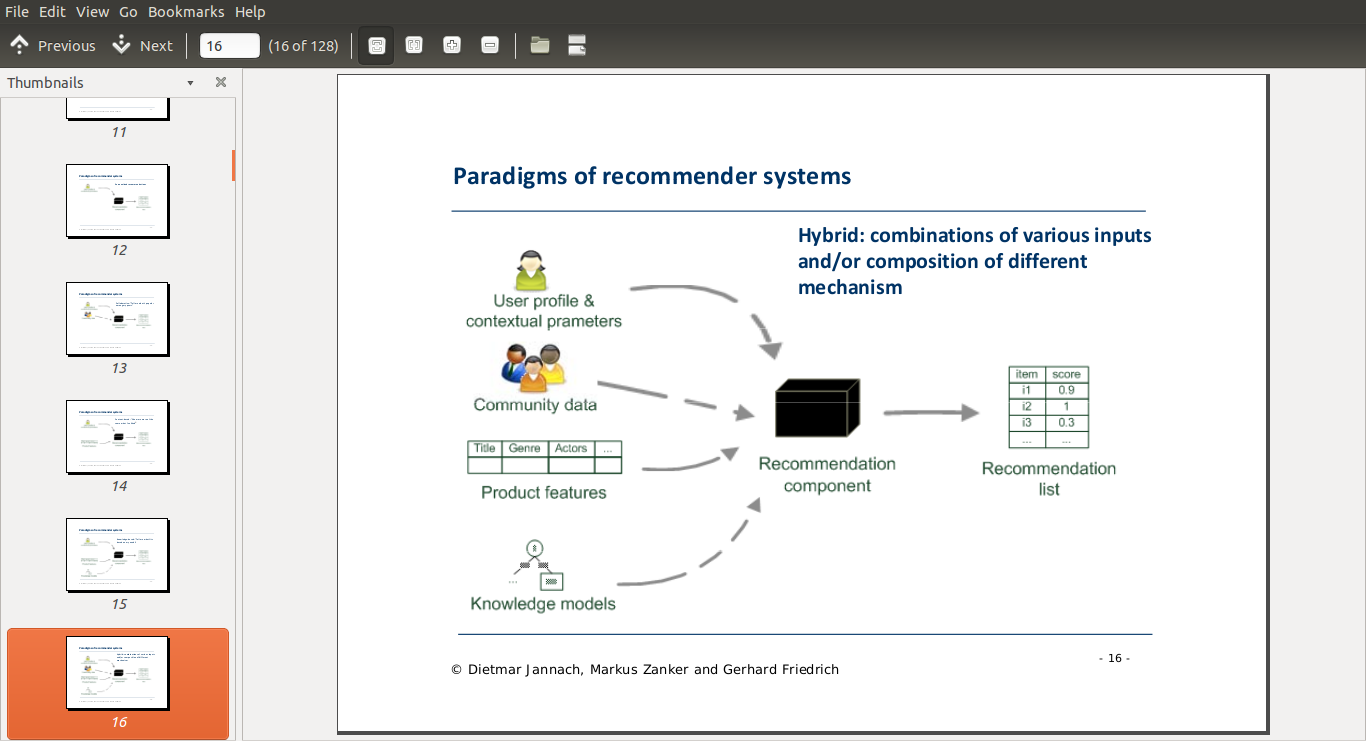 File Edit View Go Bookmarks Help
Previous Next 16 (16 of 128)
Thumbnails
11
12
13
14
15
16
Paradigms of recommender systems
Hybrid: combinations of various inputs
and/or composition of different
mechanism
User profile &
contextual prameters
Community data
Title Genre Actors ...
Product features
... 
Knowledge models
Recommendation
component
item score
i1 0.9
i2 1
i3 0.3
... ...
Recommendation
list
© Dietmar Jannach, Markus Zanker and Gerhard Friedrich
- 16 -